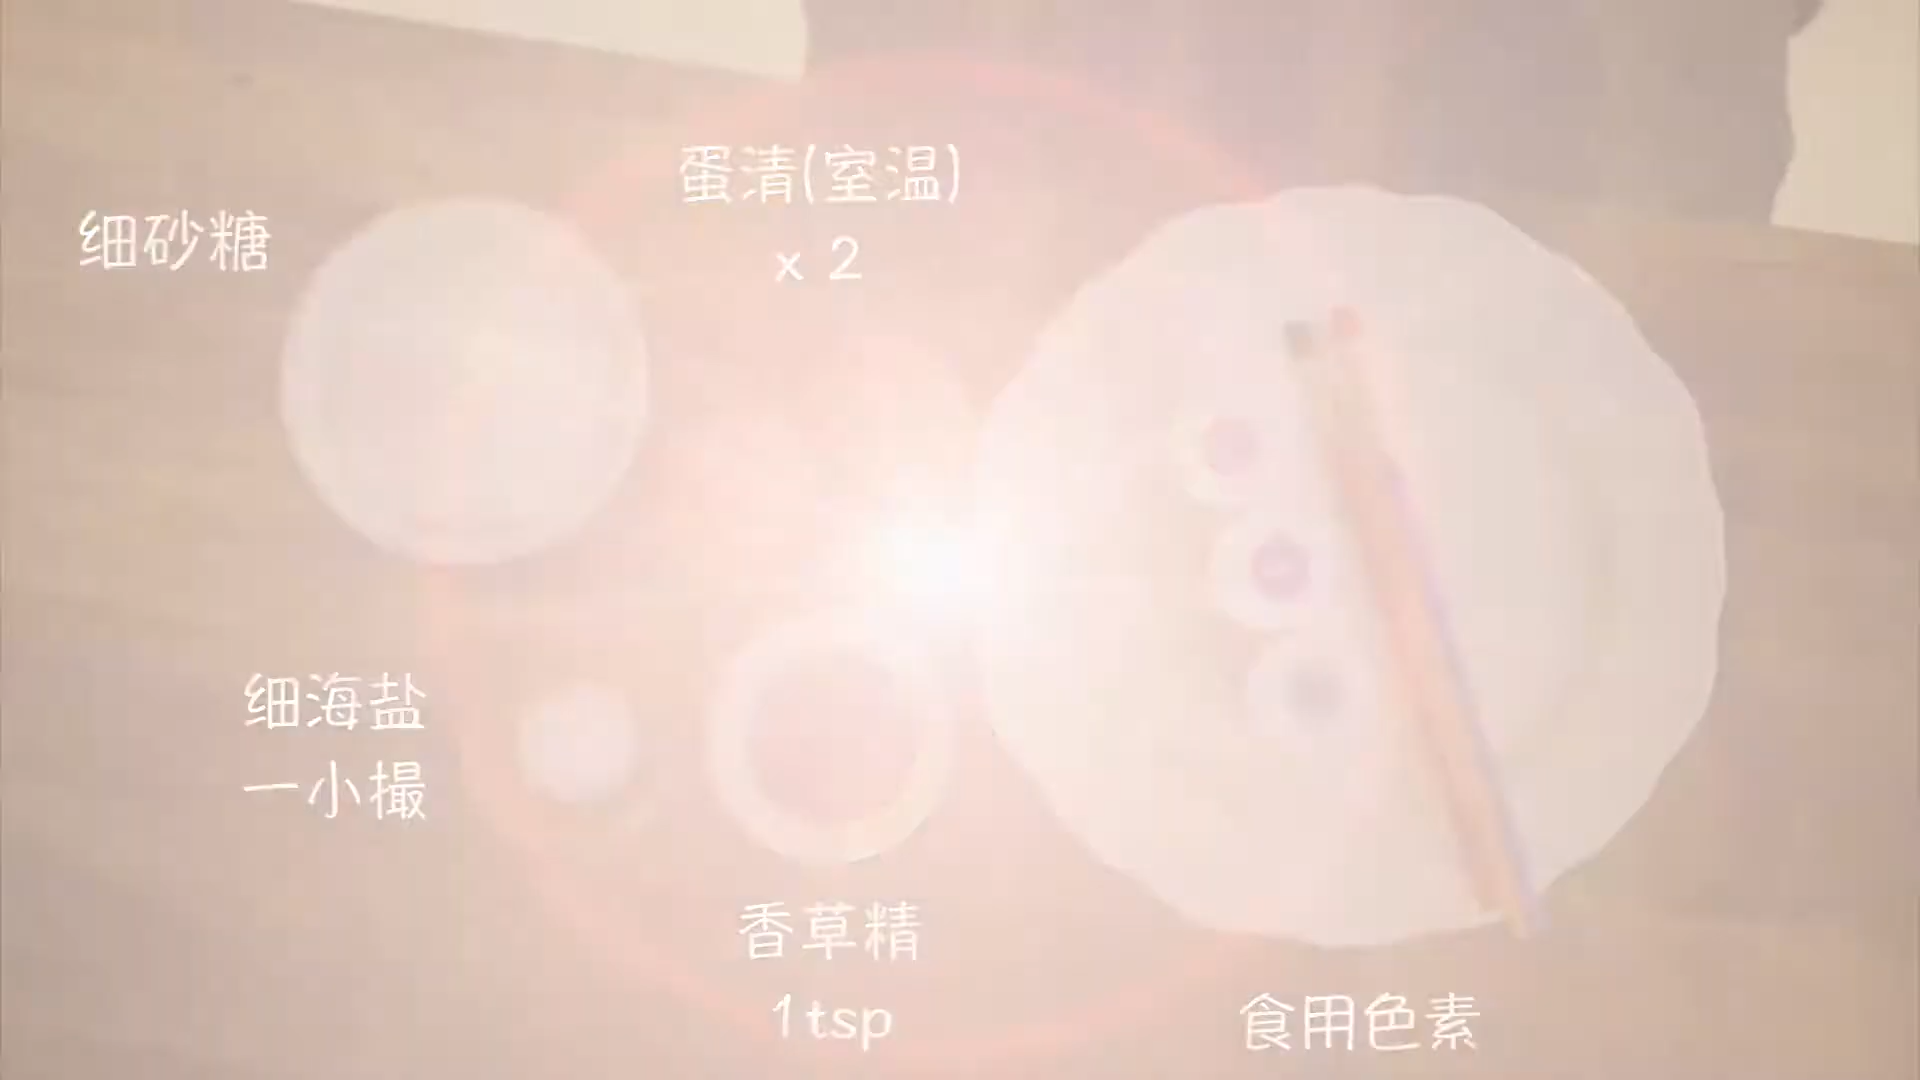 细砂糖
蛋清(室温)
x 2
细海盐
一小撮
香草精
1tsp
食用色素